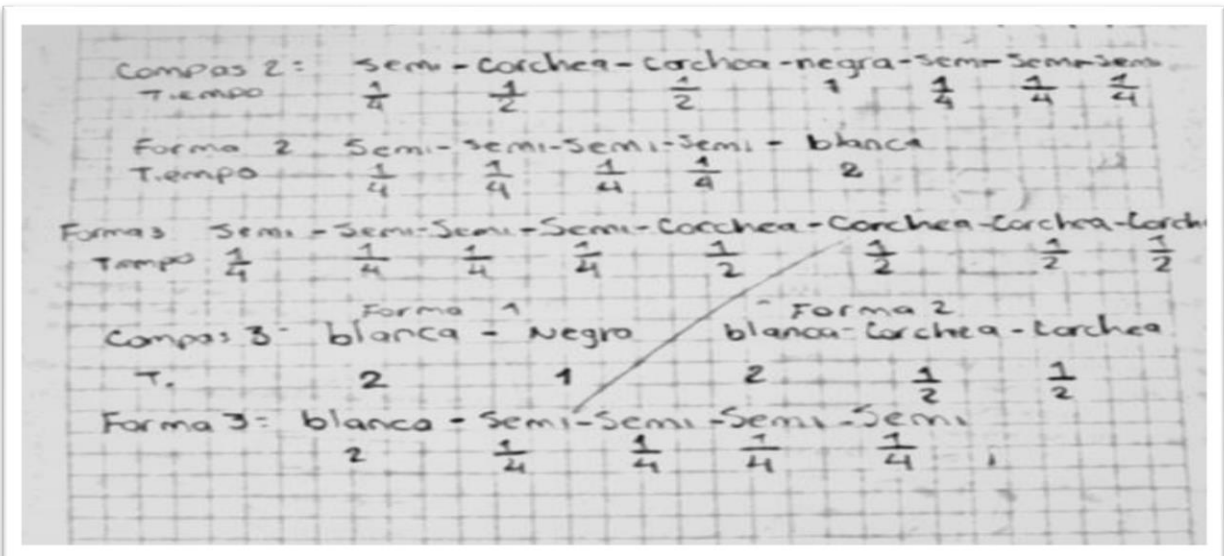 Compas 2: Semi - Corchea - corchea - negra - Semi - Semi - Semi
Tiempo 1/4 1/2 1/2 1 1/4 1/4 1/4
Forma 2 Semi - Semi - Semi - Semi - blanca
Tiempo 1/4 1/4 1/4 1/4 2
Forma 3 Semi - Semi - Semi - Semi - Corchea - Corchea - Corchea - Corch
Tiempo 1/4 1/4 1/4 1/4 1/2 1/2 1/2 1/2
Forma 1 Forma 2
Compas 3 - blanca - Negro blanca - Corchea - Corchea
T. 2 1 2 1/2 1/2
Forma 3 = blanca - Semi - Semi - Semi - Semi
2 1/4 1/4 1/4 1/4